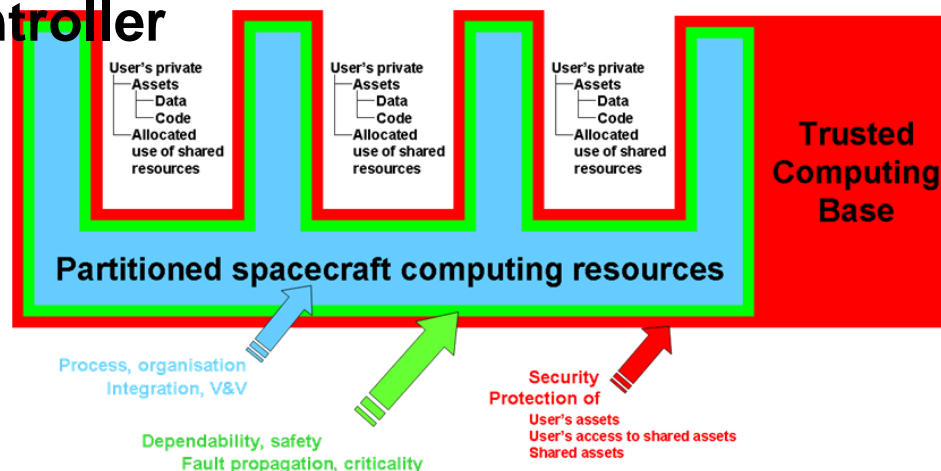 ntroller
User's private
Assets
Data
Code
Allocated
use of shared
resources
User's private
Assets
Data
Code
Allocated
use of shared
resources
User's private
Assets
Data
Code
Allocated
use of shared
resources
Trusted
Computing
Base
Partitioned spacecraft computing resources
Process, organisation
Integration, V&V
Dependability, safety
Fault propagation, criticality
Security
Protection of
User's assets
User's access to shared assets
Shared assets